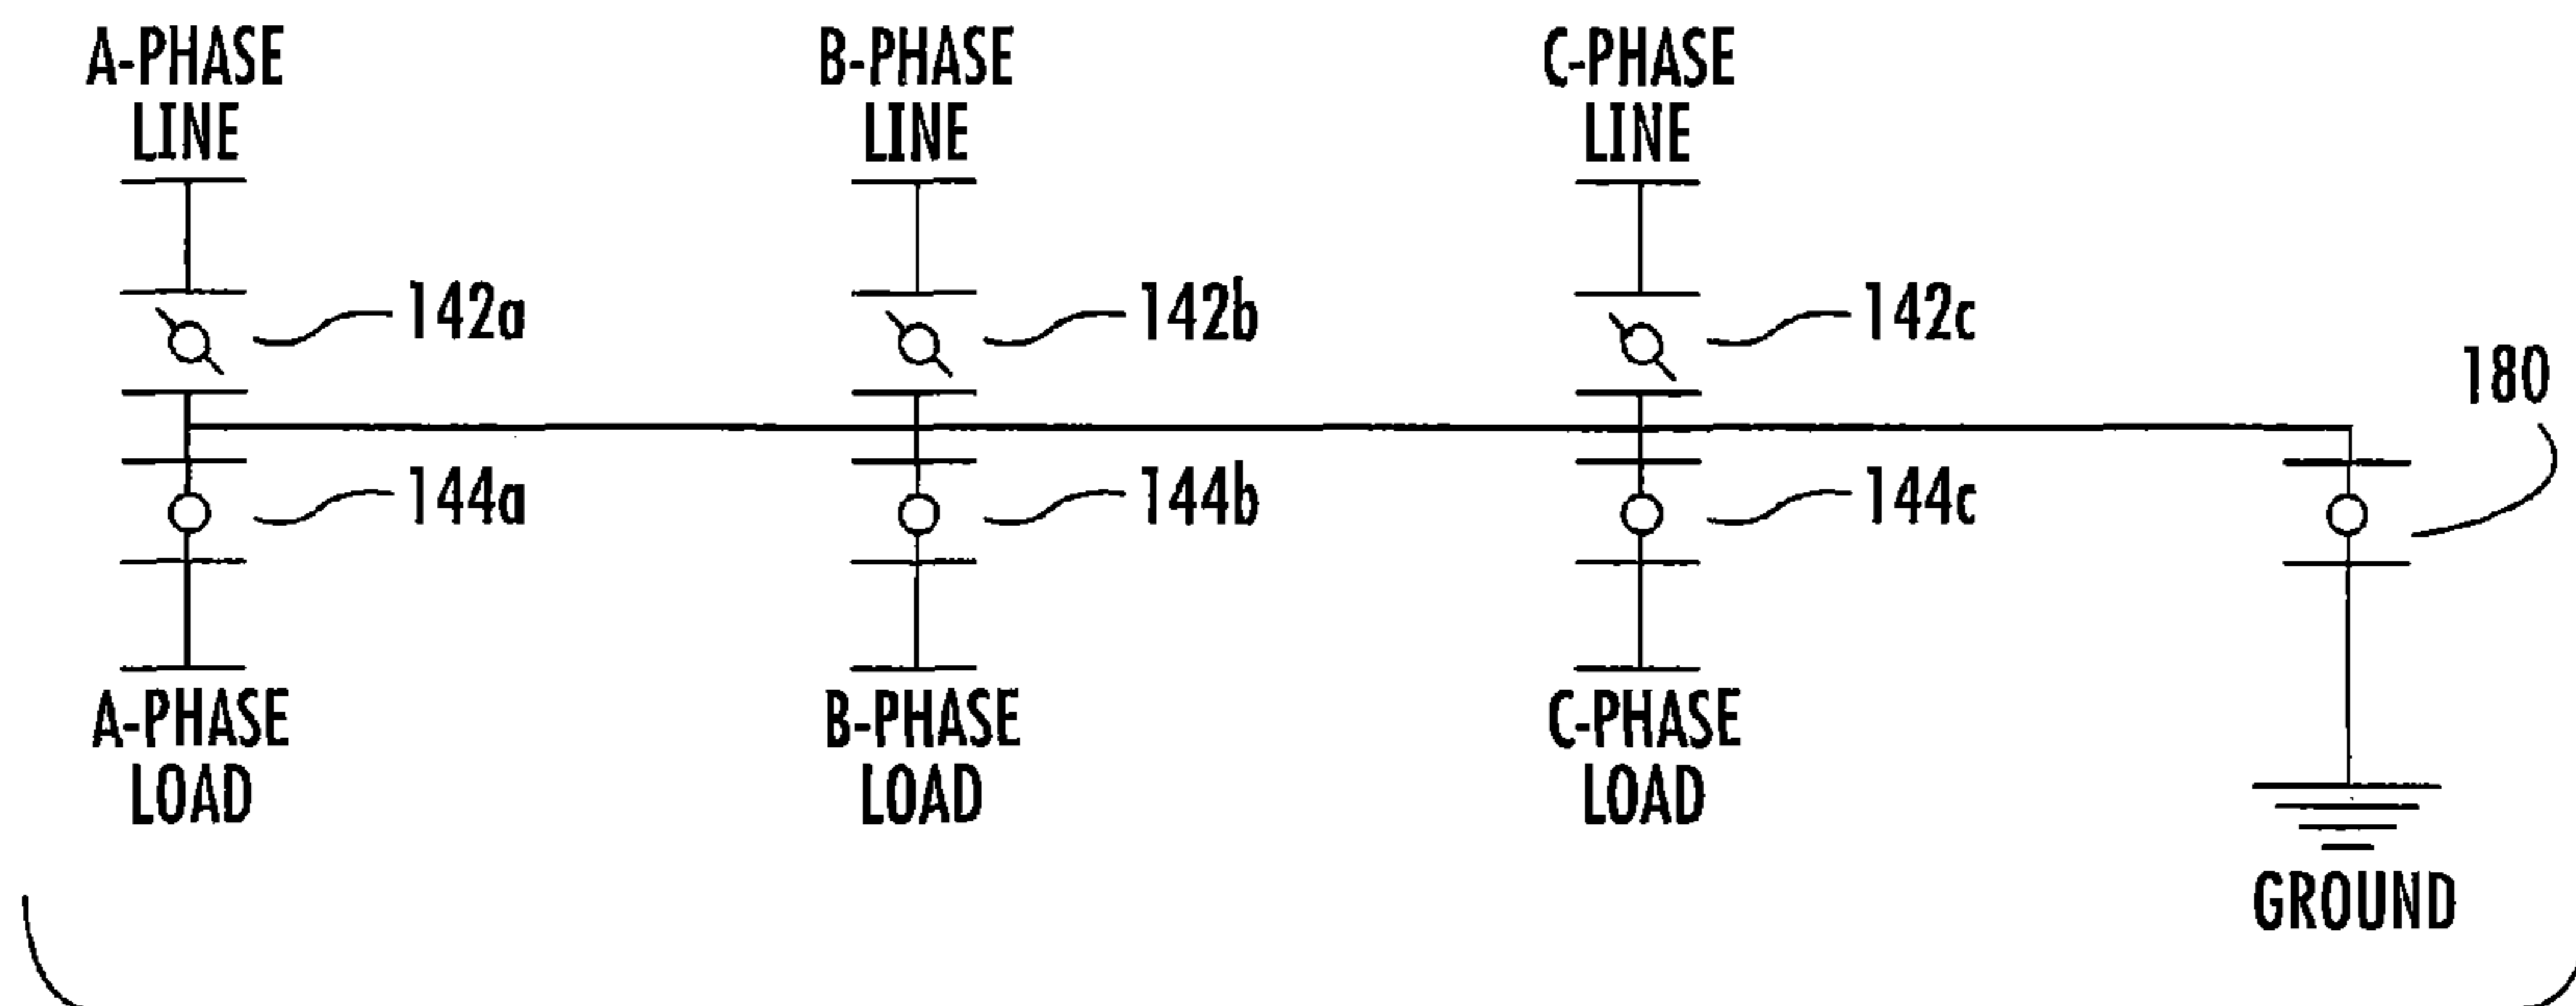 A-PHASE
LINE
B-PHASE
LINE
C-PHASE
LINE
142a
142b
142c
180
144a
144b
144c
A-PHASE
LOAD
B-PHASE
LOAD
C-PHASE
LOAD
GROUND